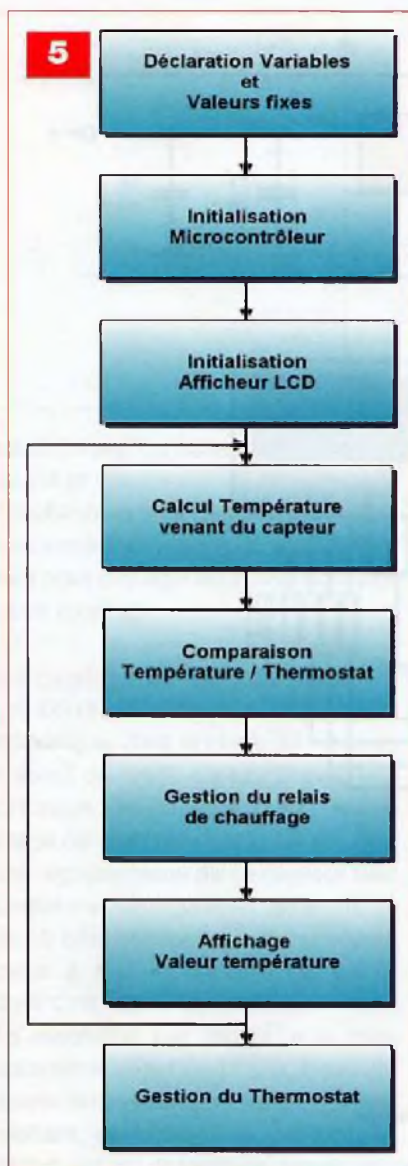 5
Déclaration Variables
et
Valeurs fixes
Initialisation
Microcontrôleur
Initialisation
Afficheur LCD
Calcul Température
venant du capteur
Comparaison
Température / Thermostat
Gestion du relais
de chauffage
Affichage
Valeur température
Gestion du Thermostat